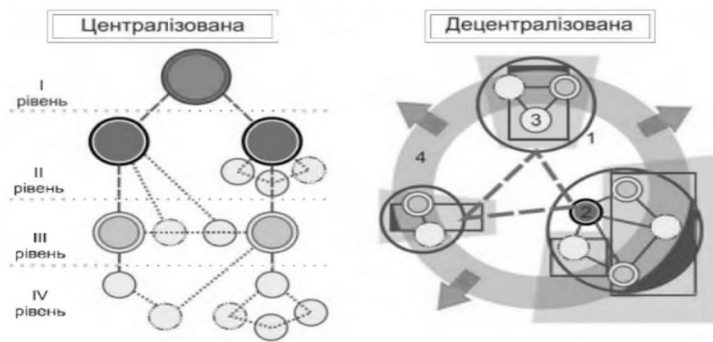 Централізована
Децентралізована
І
рівень
ІІ
рівень
ІІІ
рівень
IV
рівень
3
1
4
2